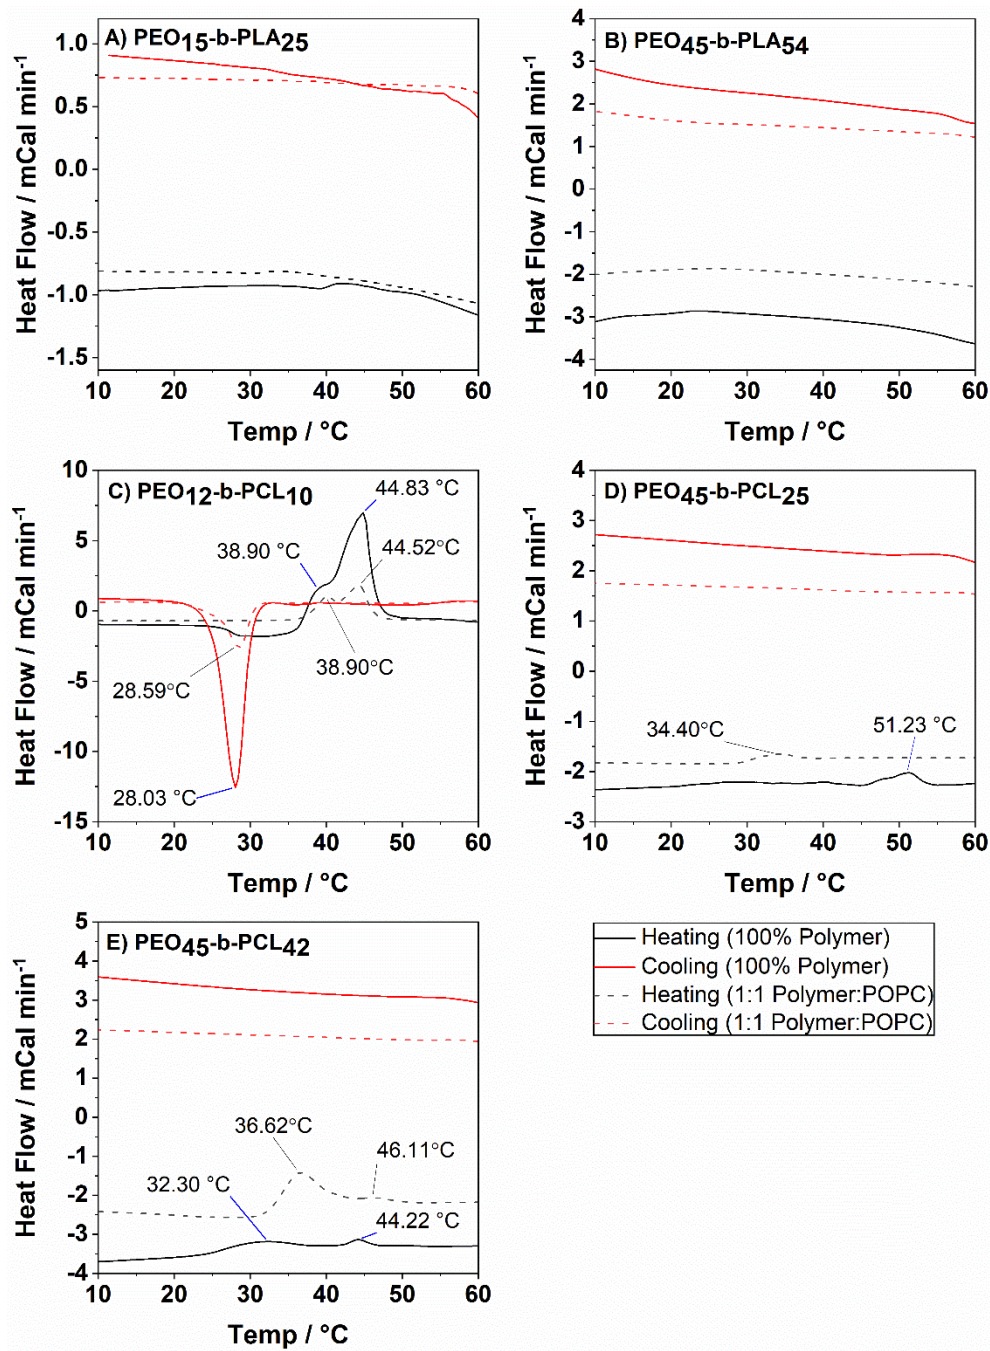 A) PEO15-b-PLA25
1.0
0.5
0.0
-0.5
-1.0
-1.5
Heat Flow / mCal min-1
10 20 30 40 50 60
Temp / °C
B) PEO45-b-PLA54
4
3
2
1
0
-1
-2
-3
-4
Heat Flow / mCal min-1
10 20 30 40 50 60
Temp / °C
C) PEO12-b-PCL10
10
5
0
-5
-10
-15
Heat Flow / mCal min-1
44.83 °C
38.90 °C
44.52°C
38.90°C
28.59°C
28.03 °C
10 20 30 40 50 60
Temp / °C
D) PEO45-b-PCL25
4
3
2
1
0
-1
-2
-3
Heat Flow / mCal min-1
34.40°C
51.23 °C
10 20 30 40 50 60
Temp / °C
E) PEO45-b-PCL42
5
4
3
2
1
0
-1
-2
-3
-4
Heat Flow / mCal min-1
36.62°C
46.11°C
32.30 °C
44.22 °C
10 20 30 40 50 60
Temp / °C
Heating (100% Polymer)
Cooling (100% Polymer)
Heating (1:1 Polymer:POPC)
Cooling (1:1 Polymer:POPC)